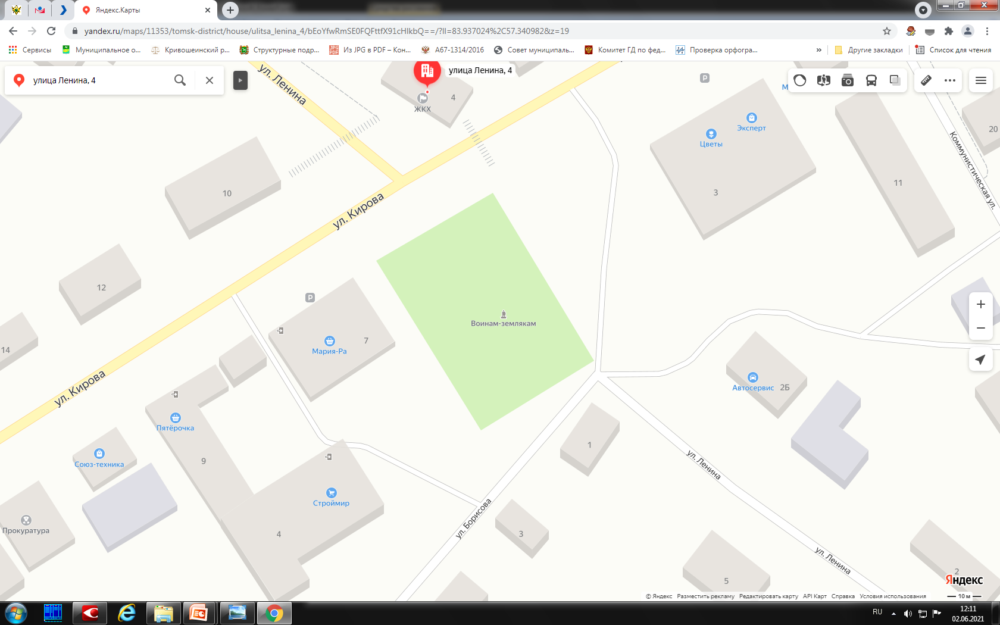 Яндекс.Карты
yandex.ru/maps/11353/tomsk-district/house/ulitsa_lenina_4/bEoYfwRmSE0FQFttfX91cHlkbQ==/?ll=83.937024%2C57.340982&z=19
Сервисы
Муниципальное о...
Кривошеинский р...
Структурные подр...
JPG
PDF
Из JPG в PDF – Кон...
А67-1314/2016
Совет муниципаль...
Комитет ГД по фед...
Проверка орфогра...
»
Другие закладки
Список для чтения
улица Ленина, 4
улица Ленина, 4
ул. Ленина
4
ЖКХ
P
М
Эксперт
Цветы
3
20
Коммунистическая ул.
11
10
ул. Кирова
12
P
14
Воинам-землякам
7
Мария-Ра
ул. Кирова
Автосервис
2Б
Пятёрочка
Союз-техника
9
1
ул. Ленина
Строймир
Прокуратура
4
ул. Борисова
3
ул. Ленина
5
2
Яндекс
© Яндекс Разместить рекламу Редактировать карту API Карт Справка Условия использования
10 м
RU
12:11
02.06.2021